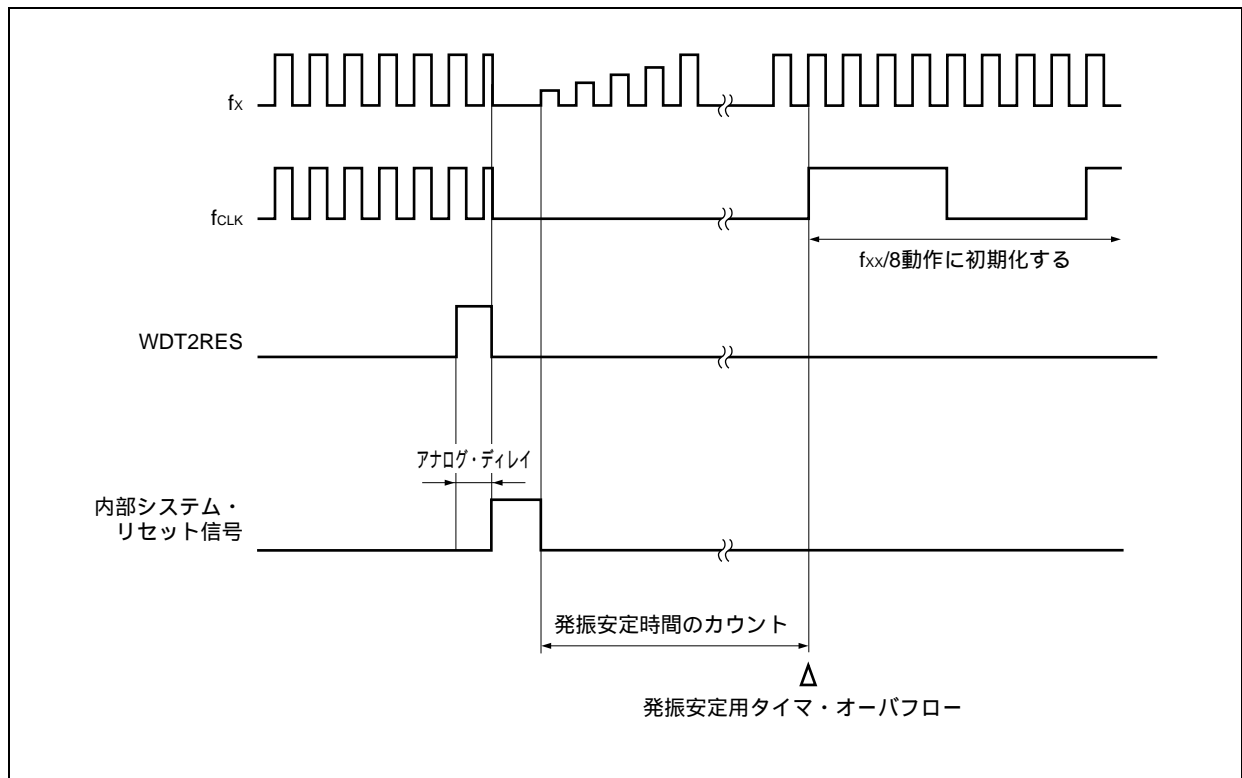 fX
fCLK
fXX/8動作に初期化する
WDT2RES
アナログ・ディレイ
内部システム・
リセット信号
発振安定時間のカウント
発振安定用タイマ・オーバフロー